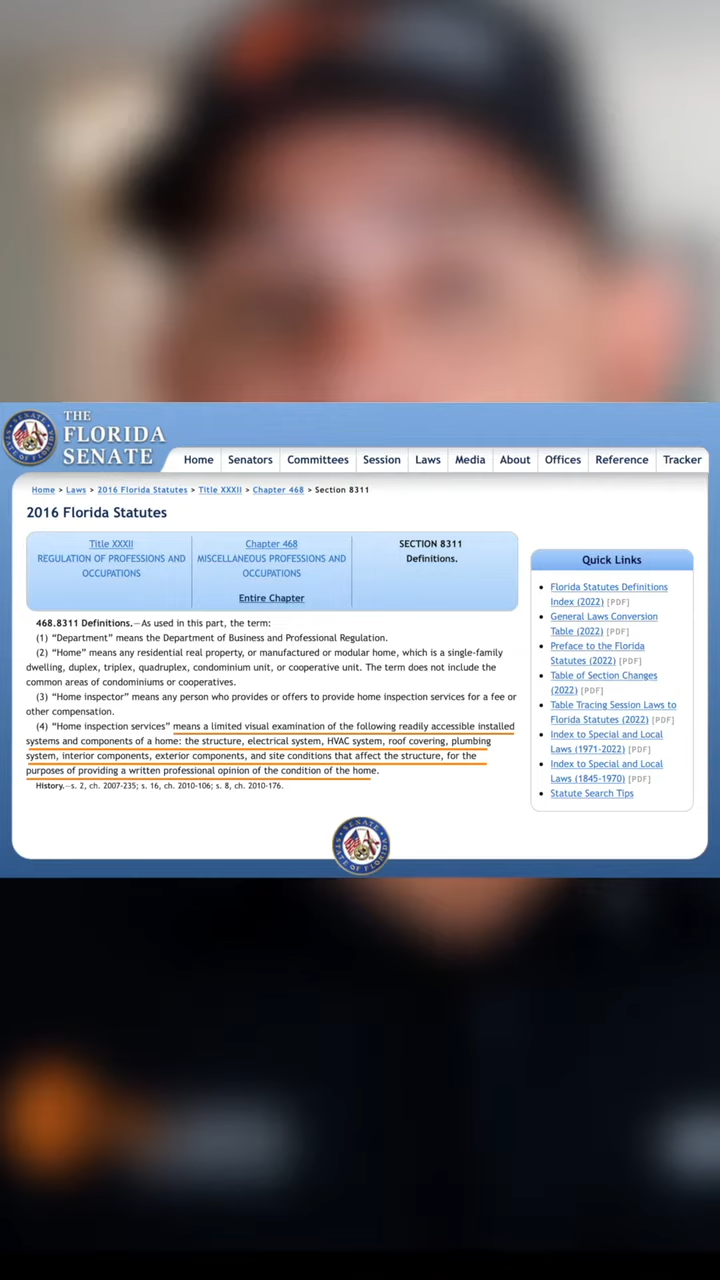 THE
FLORIDA
SENATE
Home Senators Committees Session Laws Media About Offices Reference Tracker
Home > Laws > 2016 Florida Statutes > Title XXXII > Chapter 468 > Section 8311
2016 Florida Statutes
Title XXXII
REGULATION OF PROFESSIONS AND
OCCUPATIONS
Chapter 468
MISCELLANEOUS PROFESSIONS AND
OCCUPATIONS
Entire Chapter
SECTION 8311
Definitions.
468.8311 Definitions.—As used in this part, the term:
(1) “Department” means the Department of Business and Professional Regulation.
(2) “Home” means any residential real property, or manufactured or modular home, which is a single-family
dwelling, duplex, triplex, quadruplex, condominium unit, or cooperative unit. The term does not include the
common areas of condominiums or cooperatives.
(3) “Home inspector” means any person who provides or offers to provide home inspection services for a fee or
other compensation.
(4) “Home inspection services” means a limited visual examination of the following readily accessible installed
systems and components of a home: the structure, electrical system, HVAC system, roof covering, plumbing
system, interior components, exterior components, and site conditions that affect the structure, for the
purposes of providing a written professional opinion of the condition of the home.
History.—s. 2, ch. 2007-235; s. 16, ch. 2010-106; s. 8, ch. 2010-176.
Quick Links
Florida Statutes Definitions
Index (2022) [PDF]
General Laws Conversion
Table (2022) [PDF]
Preface to the Florida
Statutes (2022) [PDF]
Table of Section Changes
(2022) [PDF]
Table Tracing Session Laws to
Florida Statutes (2022) [PDF]
Index to Special and Local
Laws (1971-2022) [PDF]
Index to Special and Local
Laws (1845-1970) [PDF]
Statute Search Tips
SENATE
STATE OF FLORIDA